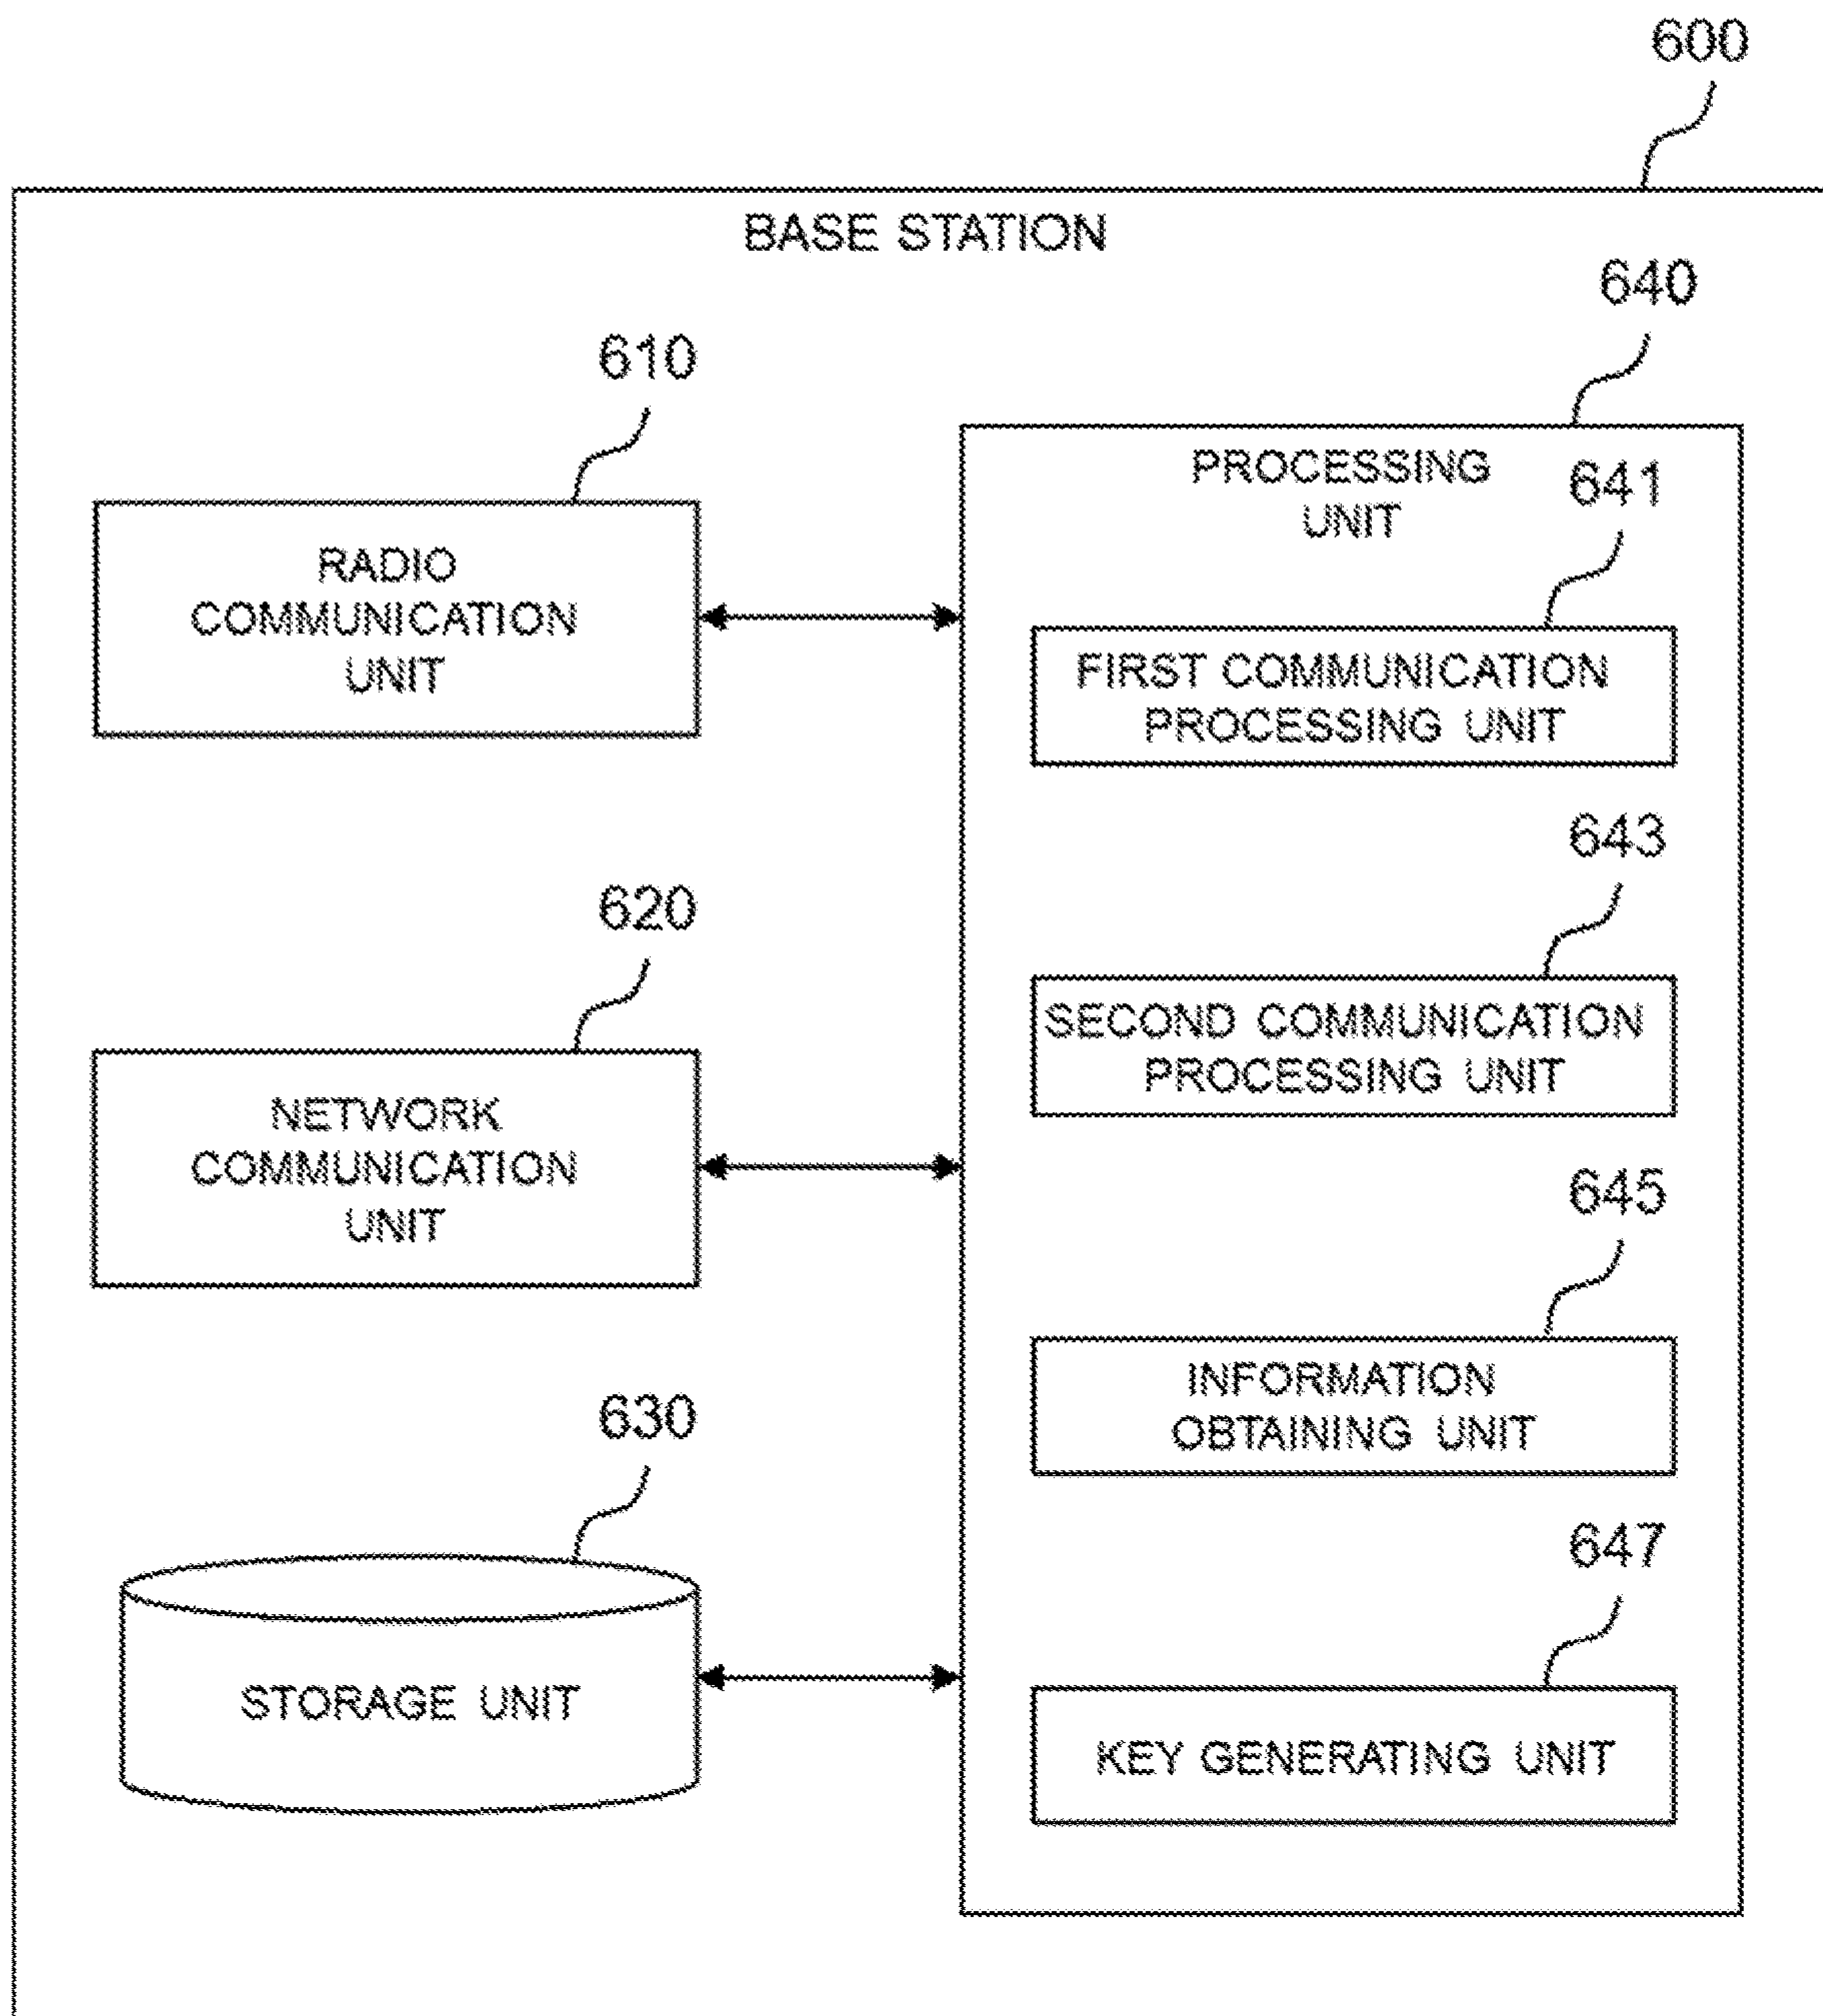 600
BASE STATION
640
610
PROCESSING
UNIT
641
RADIO
COMMUNICATION
UNIT
FIRST COMMUNICATION
PROCESSING UNIT
643
620
SECOND COMMUNICATION
PROCESSING UNIT
NETWORK
COMMUNICATION
UNIT
645
INFORMATION
OBTAINING UNIT
630
647
STORAGE UNIT
KEY GENERATING UNIT